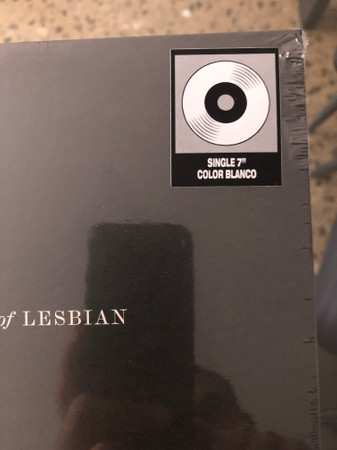 SINGLE 7"
COLOR BLANCO
of LESBIAN